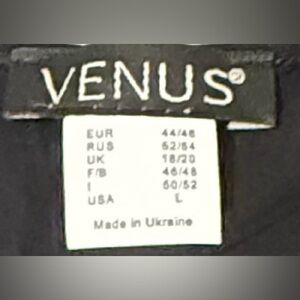 VENUS®
EUR 44/46
RUS 52/54
UK 18/20
F/B 46/48
I 50/52
USA L
Made in Ukraine